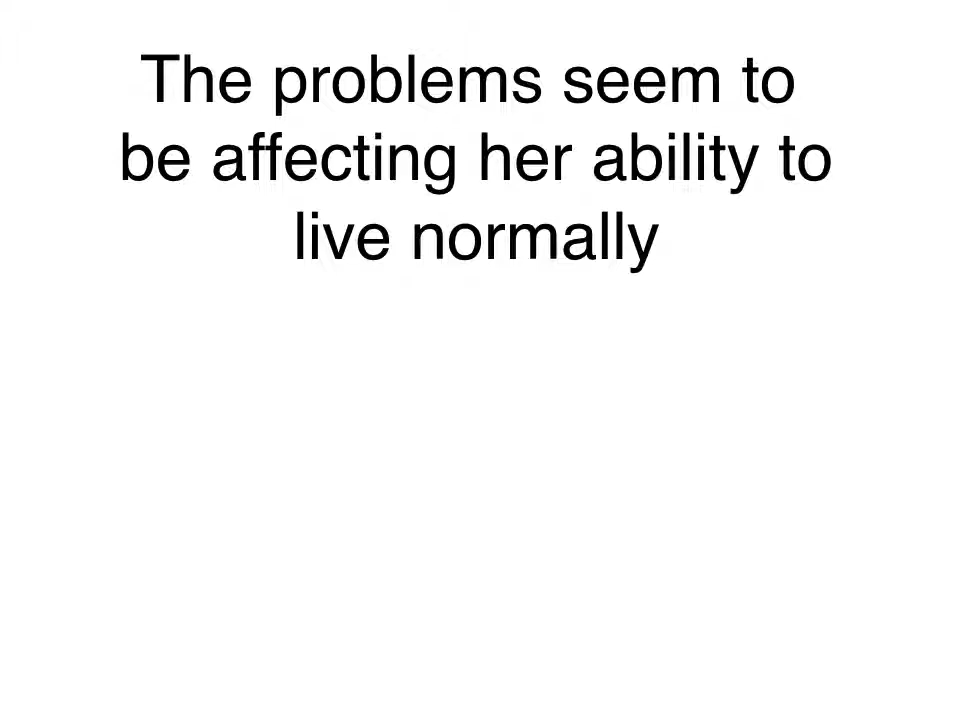 The problems seem to
be affecting her ability to
live normally